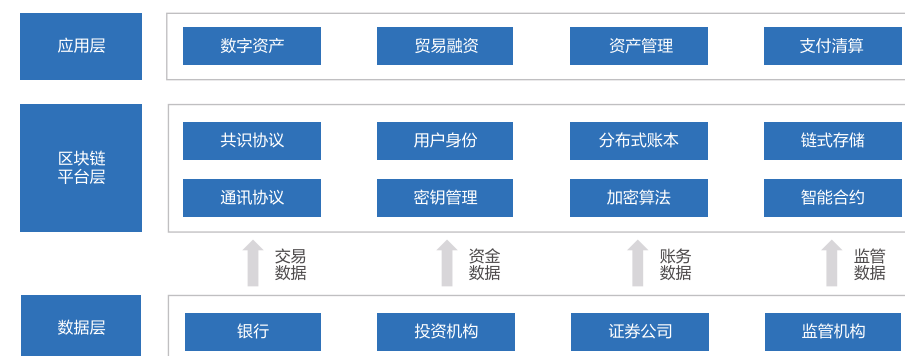 应用层
数字资产
贸易融资
资产管理
支付清算
区块链
平台层
共识协议
用户身份
分布式账本
链式存储
通讯协议
密钥管理
加密算法
智能合约
交易
数据
资金
数据
账务
数据
监管
数据
数据层
银行
投资机构
证券公司
监管机构